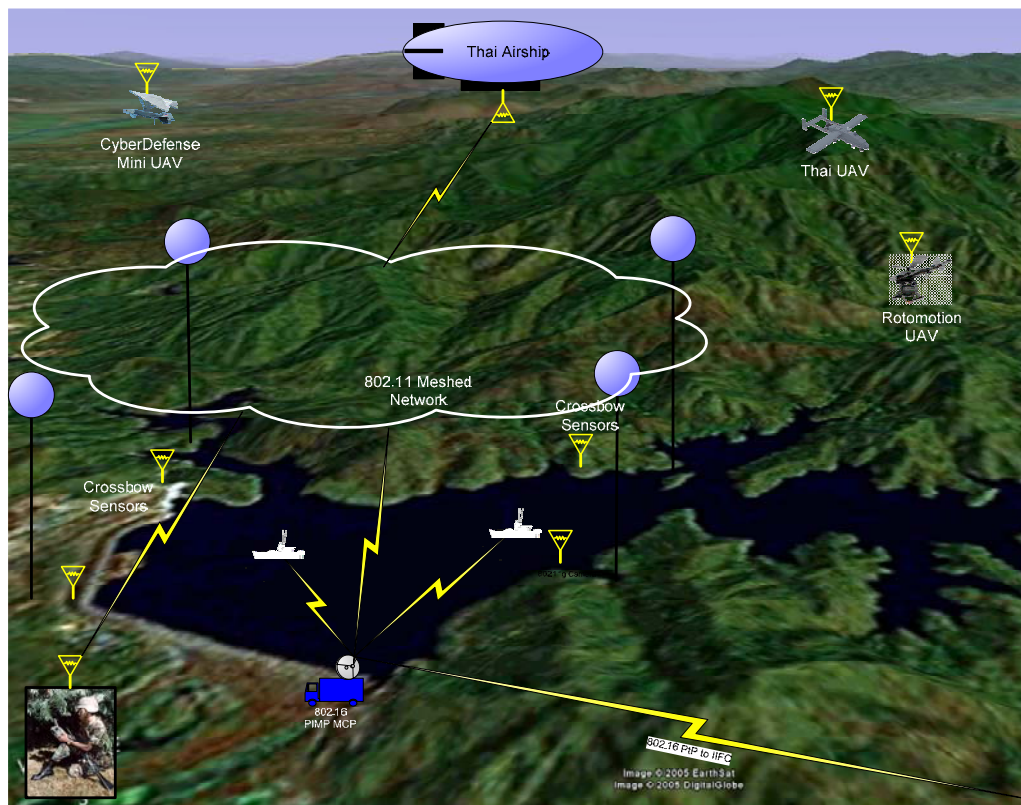 Thai Airship
CyberDefense
Mini UAV
Thai UAV
Rotomotion
UAV
802.11 Meshed
Network
Crossbow
Sensors
Crossbow
Sensors
802.16
PtMP MCP
802.16 PtP to IIFC
Image © 2005 EarthSat
Image © 2005 DigitalGlobe